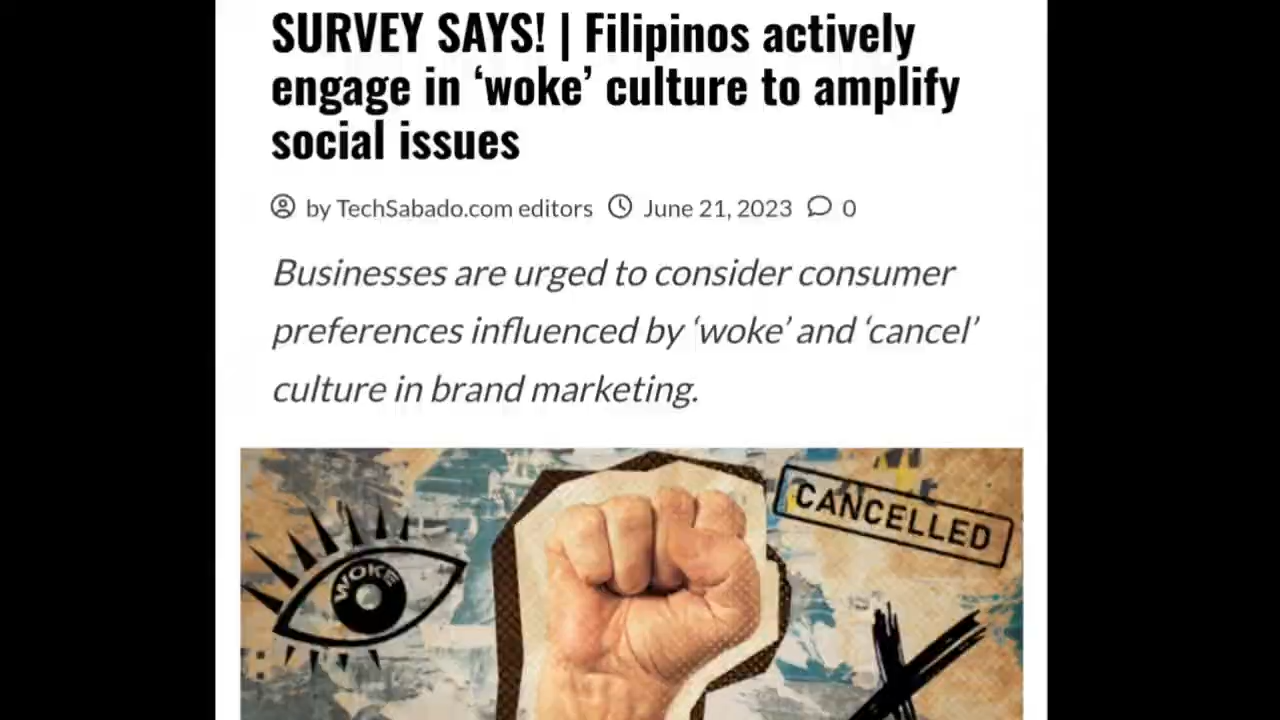 SURVEY SAYS! | Filipinos actively
engage in ‘woke’ culture to amplify
social issues
by TechSabado.com editors June 21, 2023 0
Businesses are urged to consider consumer
preferences influenced by ‘woke’ and ‘cancel’
culture in brand marketing.
CANCELLED
WOKE